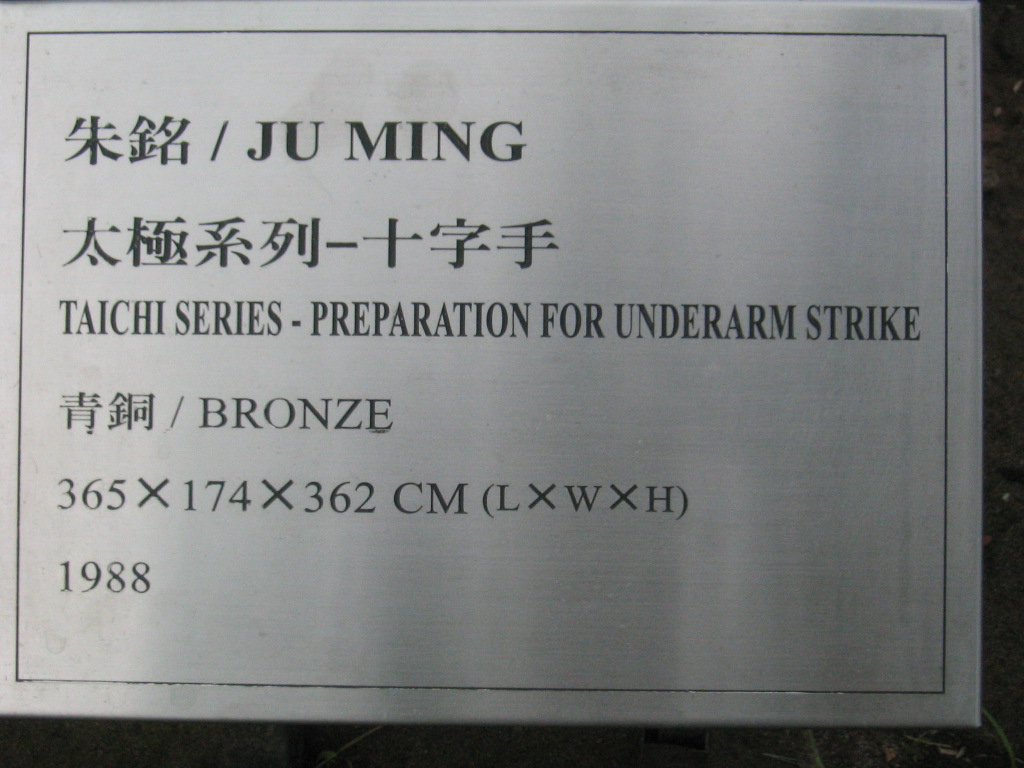 朱銘 / JU MING
太極系列–十字手
TAICHI SERIES - PREPARATION FOR UNDERARM STRIKE
青銅 / BRONZE
365×174×362 CM (L×W×H)
1988